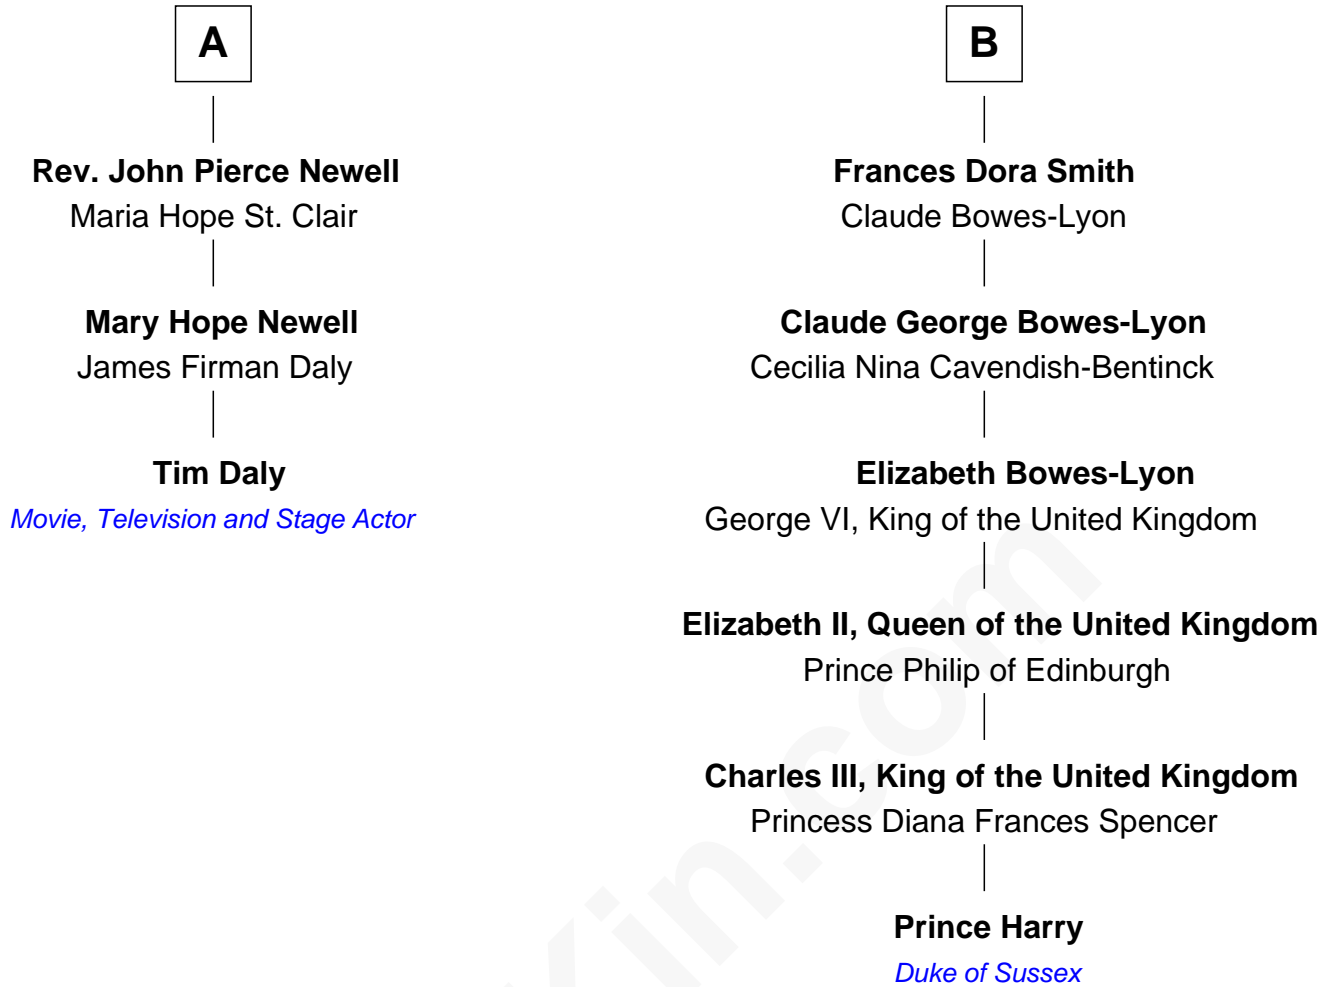 A
Rev. John Pierce Newell
Maria Hope St. Clair
Mary Hope Newell
James Firman Daly
Tim Daly
Movie, Television and Stage Actor
B
Frances Dora Smith
Claude Bowes-Lyon
Claude George Bowes-Lyon
Cecilia Nina Cavendish-Bentinck
Elizabeth Bowes-Lyon
George VI, King of the United Kingdom
Elizabeth II, Queen of the United Kingdom
Prince Philip of Edinburgh
Charles III, King of the United Kingdom
Princess Diana Frances Spencer
Prince Harry
Duke of Sussex